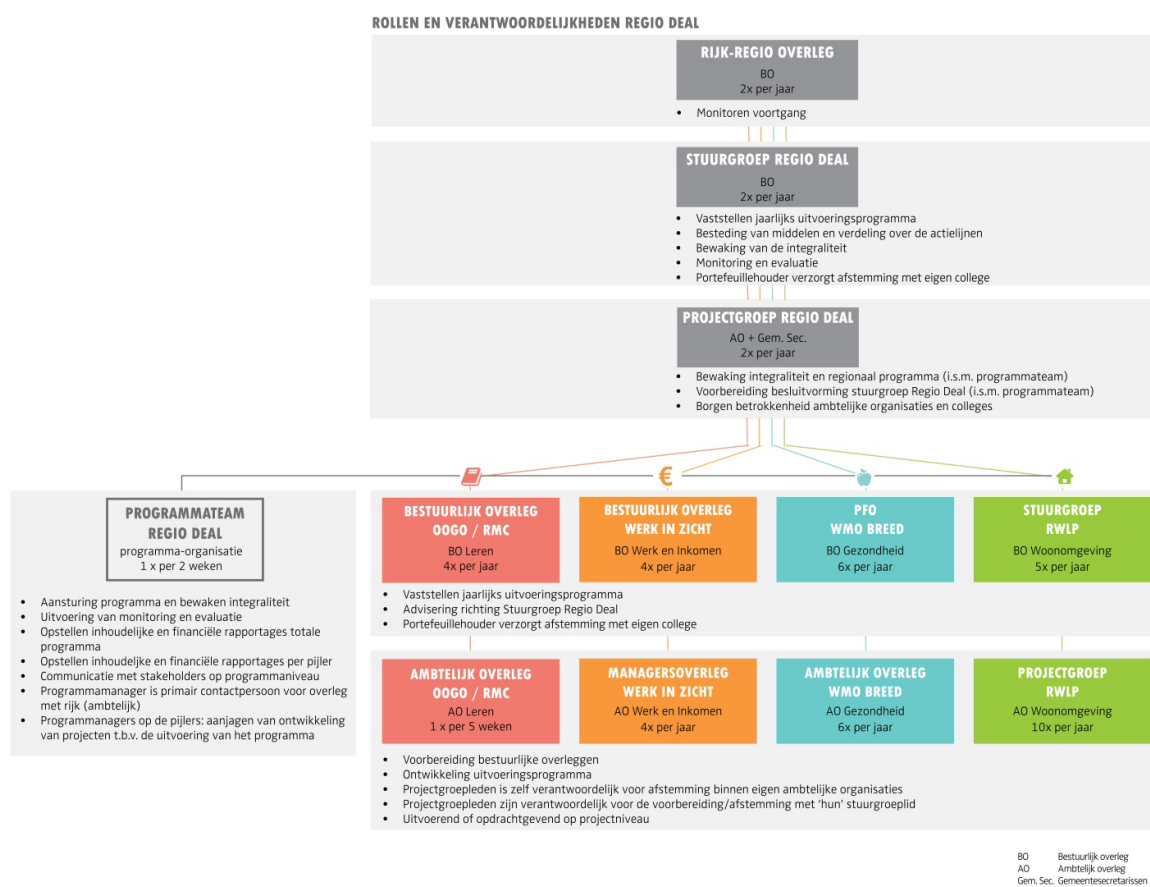 ROLLEN EN VERANTWOORDELIJKHEDEN REGIO DEAL
RIJK-REGIO OVERLEG
BO
2x per jaar
• Monitoren voortgang
STUURGROEP REGIO DEAL
BO
2x per jaar
• Vaststellen jaarlijks uitvoeringsprogramma
• Besteding van middelen en verdeling over de actielijnen
• Bewaking van de integraliteit
• Monitoring en evaluatie
• Portefeuillehouder verzorgt afstemming met eigen college
PROJECTGROEP REGIO DEAL
AO + Gem. Sec.
2x per jaar
• Bewaking integraliteit en regionaal programma (i.s.m. programmateam)
• Voorbereiding besluitvorming stuurgroep Regio Deal (i.s.m. programmateam)
• Borgen betrokkenheid ambtelijke organisaties en colleges
PROGRAMMATEAM
REGIO DEAL
programma-organisatie
1 x per 2 weken
• Aansturing programma en bewaken integraliteit
• Uitvoering van monitoring en evaluatie
• Opstellen inhoudelijke en financiële rapportages totale
programma
• Opstellen inhoudeljke en financiële rapportages per pijler
• Communicatie met stakeholders op programmaniveau
• Programmamanager is primair contactpersoon voor overleg
met rijk (ambtelijk)
• Programmanagers op de pijlers: aanjagen van ontwikkeling
van projecten t.b.v. de uitvoering van het programma
BESTUURLIJK OVERLEG
OOGO / RMC
BO Leren
4x per jaar
€
BESTUURLIJK OVERLEG
WERK IN ZICHT
BO Werk en Inkomen
4x per jaar
PFO
WMO BREED
BO Gezondheid
6x per jaar
STUURGROEP
RWLP
BO Woonomgeving
5x per jaar
• Vaststellen jaarlijks uitvoeringsprogramma
• Advisering richting Stuurgroep Regio Deal
• Portefeuillehouder verzorgt afstemming met eigen college
AMBTELIJK OVERLEG
OOGO / RMC
AO Leren
1 x per 5 weken
MANAGERSOVERLEG
WERK IN ZICHT
AO Werk en Inkomen
4x per jaar
AMBTELIJK OVERLEG
WMO BREED
AO Gezondheid
6x per jaar
PROJECTGROEP
RWLP
AO Woonomgeving
10x per jaar
• Voorbereiding bestuurlijke overleggen
• Ontwikkeling uitvoeringsprogramma
• Projectgroepleden is zelf verantwoordelijk voor afstemming binnen eigen ambtelijke organisaties
• Projectgroepleden zijn verantwoordelijk voor de voorbereiding/afstemming met ‘hun’ stuurgroeplid
• Uitvoerend of opdrachtgevend op projectniveau
BO Bestuurlijk overleg
AO Ambtelijk overleg
Gem. Sec. Gemeentesecretarissen